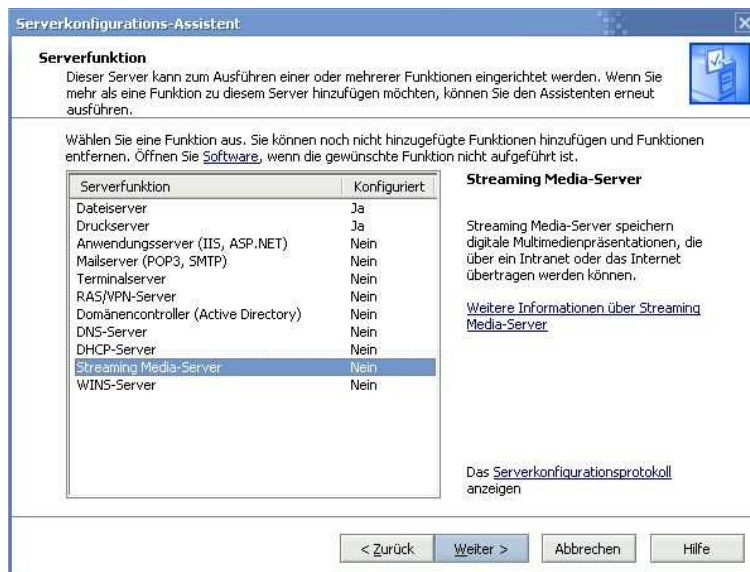 Serverkonfigurations-Assistent
Serverfunktion
Dieser Server kann zum Ausführen einer oder mehrerer Funktionen eingerichtet werden. Wenn Sie
mehr als eine Funktion zu diesem Server hinzufügen möchten, können Sie den Assistenten erneut
ausführen.
Wählen Sie eine Funktion aus. Sie können noch nicht hinzugefügte Funktionen hinzufügen und Funktionen
entfernen. Öffnen Sie Software, wenn die gewünschte Funktion nicht aufgeführt ist.
Serverfunktion Konfiguriert
Dateiserver Ja
Druckserver Ja
Anwendungsserver (IIS, ASP.NET) Nein
Mailserver (POP3, SMTP) Nein
Terminalserver Nein
RAS/VPN-Server Nein
Domänencontroller (Active Directory) Nein
DNS-Server Nein
DHCP-Server Nein
Streaming Media-Server Nein
WINS-Server Nein
Streaming Media-Server
Streaming Media-Server speichern
digitale Multimedienpräsentationen, die
über ein Intranet oder das Internet
übertragen werden können.
Weitere Informationen über Streaming
Media-Server
Das Serverkonfigurationsprotokoll
anzeigen
< Zurück Weiter > Abbrechen Hilfe